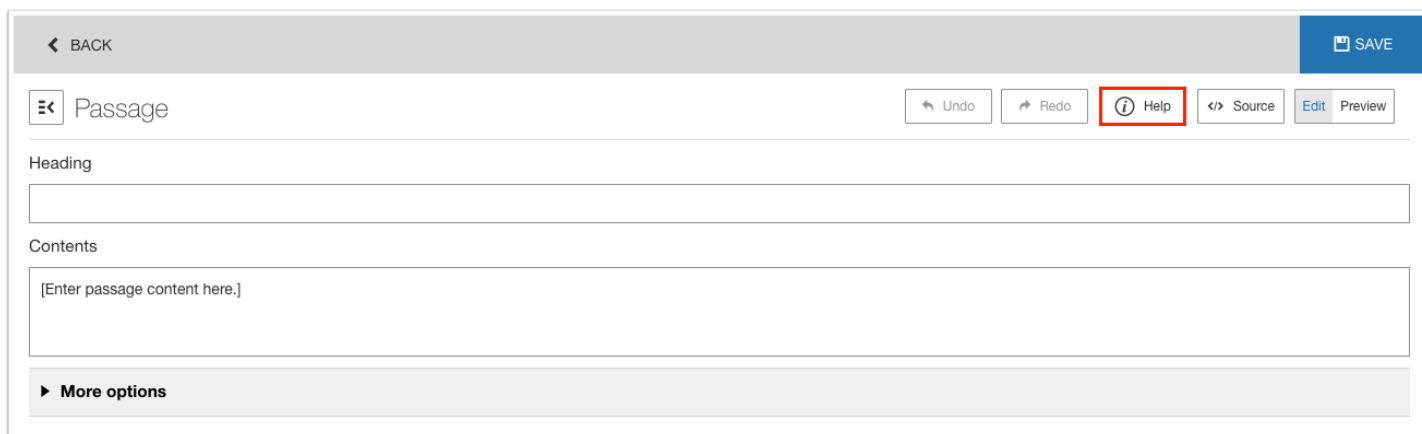 BACK
SAVE
Passage
Undo
Redo
Help
</> Source
Edit
Preview
Heading
Contents
[Enter passage content here.]
More options